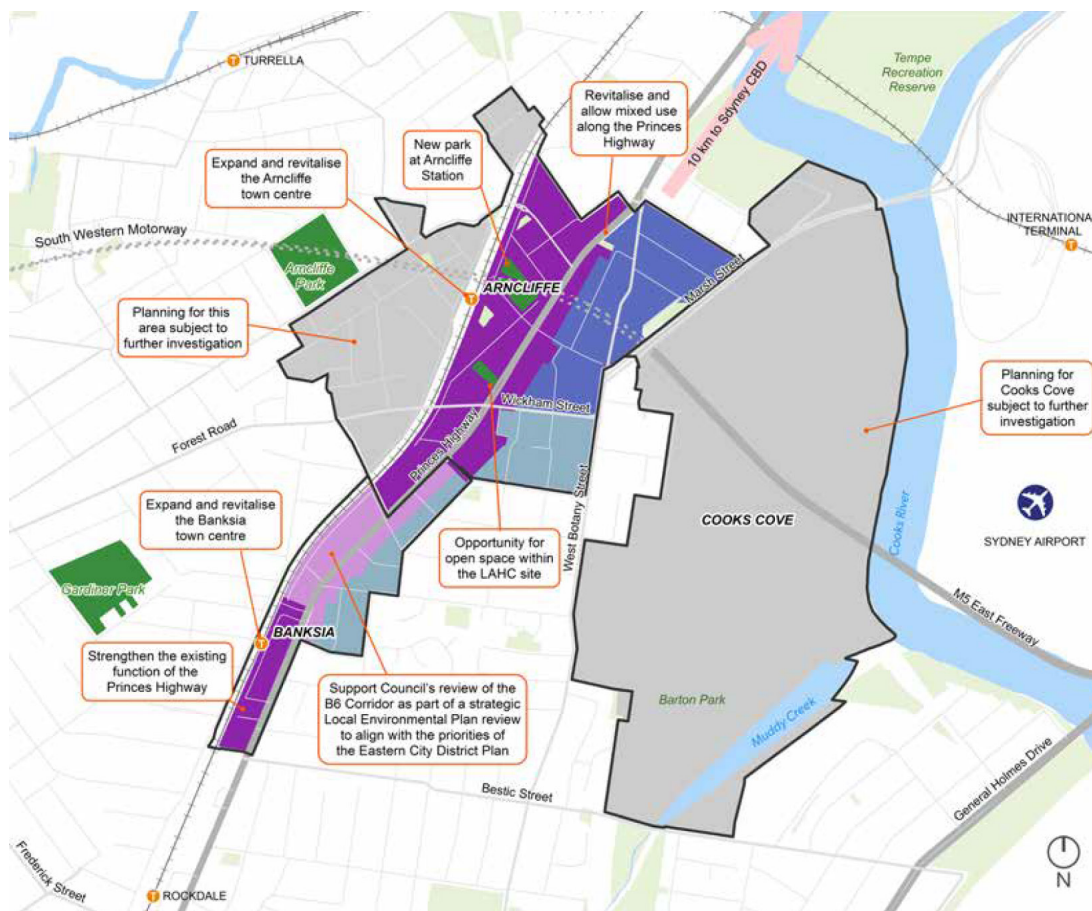 TURRELLA
Tempe
Recreation
Reserve
Revitalise and
allow mixed use
along the Princes
Highway
10 km to Sdyney CBD
New park
at Arncliffe
Station
Expand and revitalise
the Arncliffe
town centre
South Western Motorway
INTERNATIONAL
TERMINAL
Arncliffe
Park
ARNCLIFFE
Marsh Street
Planning for this
area subject to
further investigation
Planning for
Cooks Cove
subject to further
investigation
Wickham Street
Forest Road
Princes Highway
Expand and revitalise
the Banksia
town centre
West Botany Street
COOKS COVE
Cooks River
SYDNEY AIRPORT
Opportunity for
open space within
the LAHC site
Gardiner Park
M5 East Freeway
BANKSIA
Strengthen the existing
function of the
Princes Highway
Support Council's review of the
B6 Corridor as part of a strategic
Local Environmental Plan review
to align with the priorities of
the Eastern City District Plan
Barton Park
Muddy Creek
General Holmes Drive
Bestic Street
Frederick Street
ROCKDALE
N
T
T
T
T
T